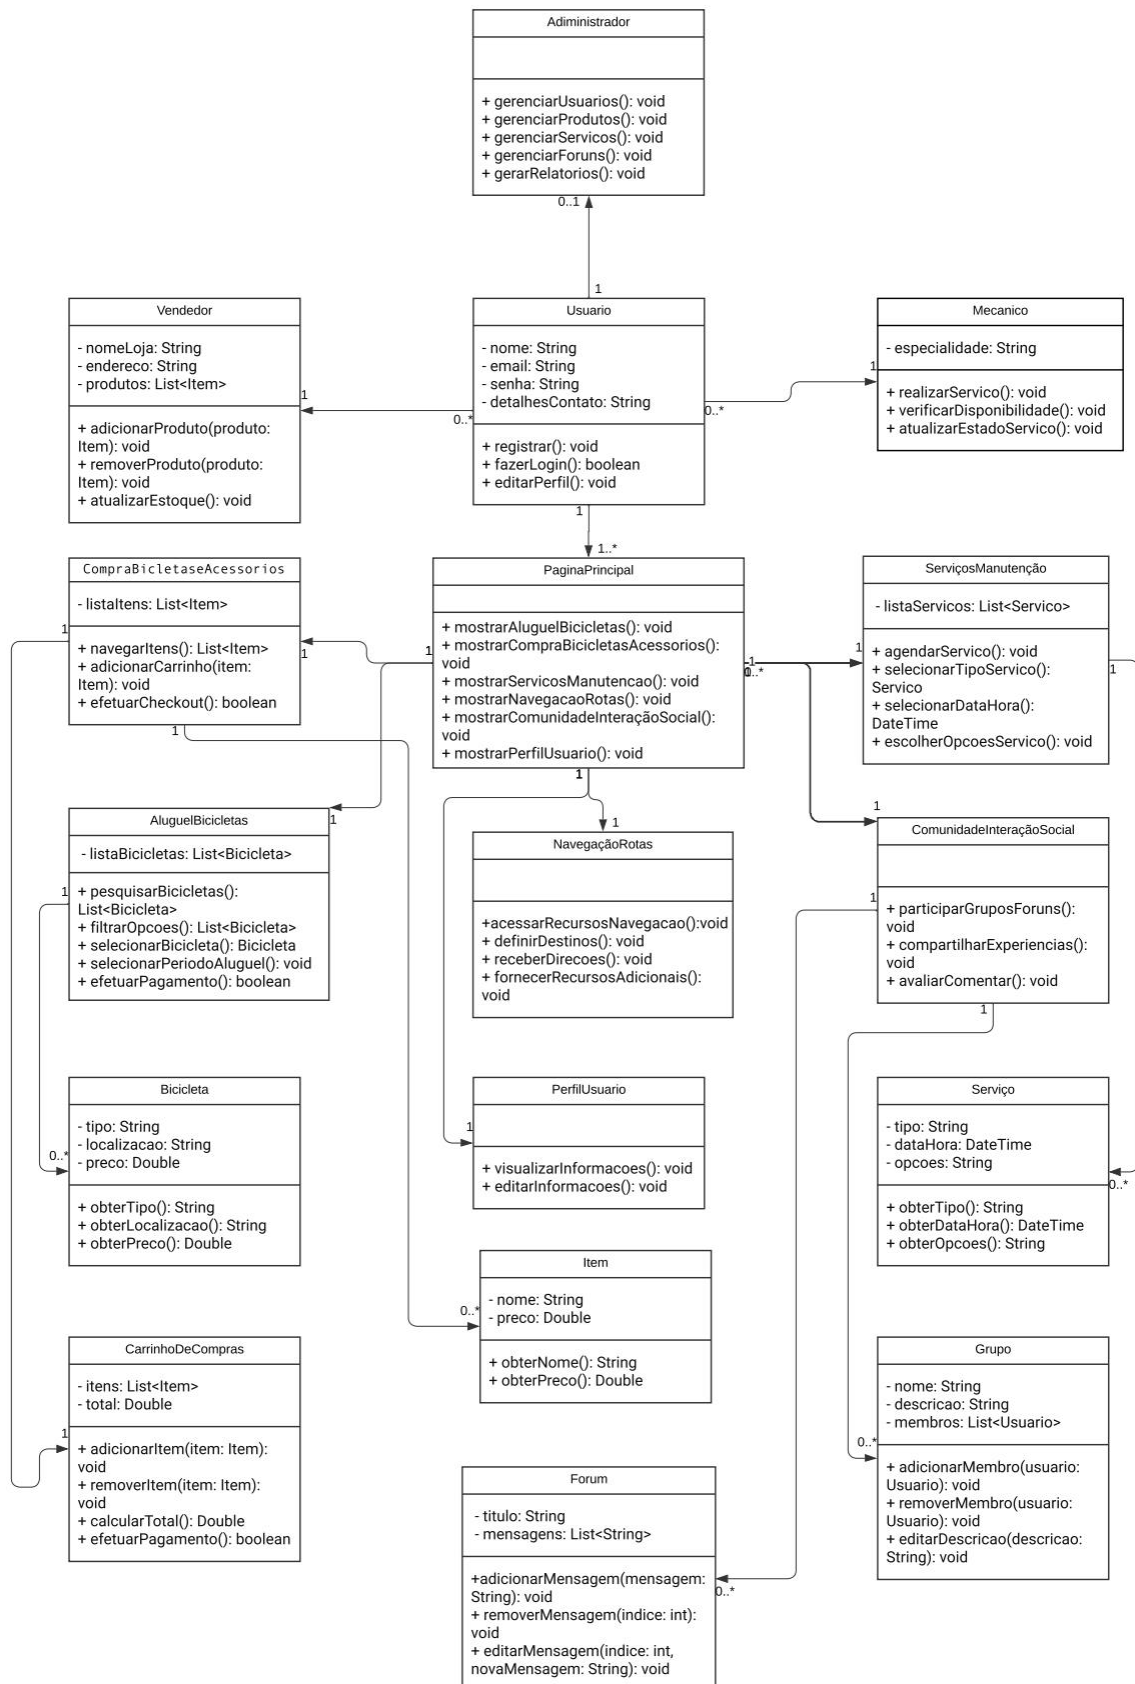 Adiministrador
+ gerenciarUsuarios(): void
+ gerenciarProdutos(): void
+ gerenciarServicos(): void
+ gerenciarForuns(): void
+ gerarRelatorios(): void
0..1
1
Vendedor
- nomeLoja: String
- endereco: String
- produtos: List<Item>
+ adicionarProduto(produto:
Item): void
+ removerProduto(produto:
Item): void
+ atualizarEstoque(): void
1
0..*
Usuario
- nome: String
- email: String
- senha: String
- detalhesContato: String
+ registrar(): void
+ fazerLogin(): boolean
+ editarPerfil(): void
0..*
1
Mecanico
- especialidade: String
+ realizarServico(): void
+ verificarDisponibilidade(): void
+ atualizarEstadoServico(): void
1
1..*
CompraBicletaseAcessorios
- listaItens: List<Item>
+ navegarItens(): List<Item>
+ adicionarCarrinho(item:
Item): void
+ efetuarCheckout(): boolean
1
1
1
PaginaPrincipal
+ mostrarAluguelBicicletas(): void
+ mostrarCompraBicicletasAcessorios():
void
+ mostrarServicosManutencao(): void
+ mostrarNavegacaoRotas(): void
+ mostrarComunidadeInteraçãoSocial():
void
+ mostrarPerfilUsuario(): void
1
1
0..*
1
ServiçosManutenção
- listaServicos: List<Servico>
+ agendarServico(): void
+ selecionarTipoServico():
Servico
+ selecionarDataHora():
DateTime
+ escolherOpcoesServico(): void
1
1
AluguelBicicletas
- listaBicicletas: List<Bicicleta>
+ pesquisarBicicletas():
List<Bicicleta>
+ filtrarOpcoes(): List<Bicicleta>
+ selecionarBicicleta(): Bicicleta
+ selecionarPeriodoAluguel(): void
+ efetuarPagamento(): boolean
1
1
1
NavegaçãoRotas
+acessarRecursosNavegacao():void
+ definirDestinos(): void
+ receberDirecoes(): void
+ fornecerRecursosAdicionais():
void
1
ComunidadeInteraçãoSocial
+ participarGruposForuns():
void
+ compartilharExperiencias():
void
+ avaliarComentar(): void
1
1
1
Bicicleta
- tipo: String
- localizacao: String
- preco: Double
+ obterTipo(): String
+ obterLocalizacao(): String
+ obterPreco(): Double
0..*
PerfilUsuario
+ visualizarInformacoes(): void
+ editarInformacoes(): void
1
Serviço
- tipo: String
- dataHora: DateTime
- opcoes: String
+ obterTipo(): String
+ obterDataHora(): DateTime
+ obterOpcoes(): String
0..*
Item
- nome: String
- preco: Double
+ obterNome(): String
+ obterPreco(): Double
0..*
CarrinhoDeCompras
- itens: List<Item>
- total: Double
+ adicionarItem(item: Item):
void
+ removerItem(item: Item):
void
+ calcularTotal(): Double
+ efetuarPagamento(): boolean
1
Grupo
- nome: String
- descricao: String
- membros: List<Usuario>
+ adicionarMembro(usuario:
Usuario): void
+ removerMembro(usuario:
Usuario): void
+ editarDescricao(descricao:
String): void
0..*
Forum
- titulo: String
- mensagens: List<String>
+adicionarMensagem(mensagem:
String): void
+ removerMensagem(indice: int):
void
+ editarMensagem(indice: int,
novaMensagem: String): void
0..*